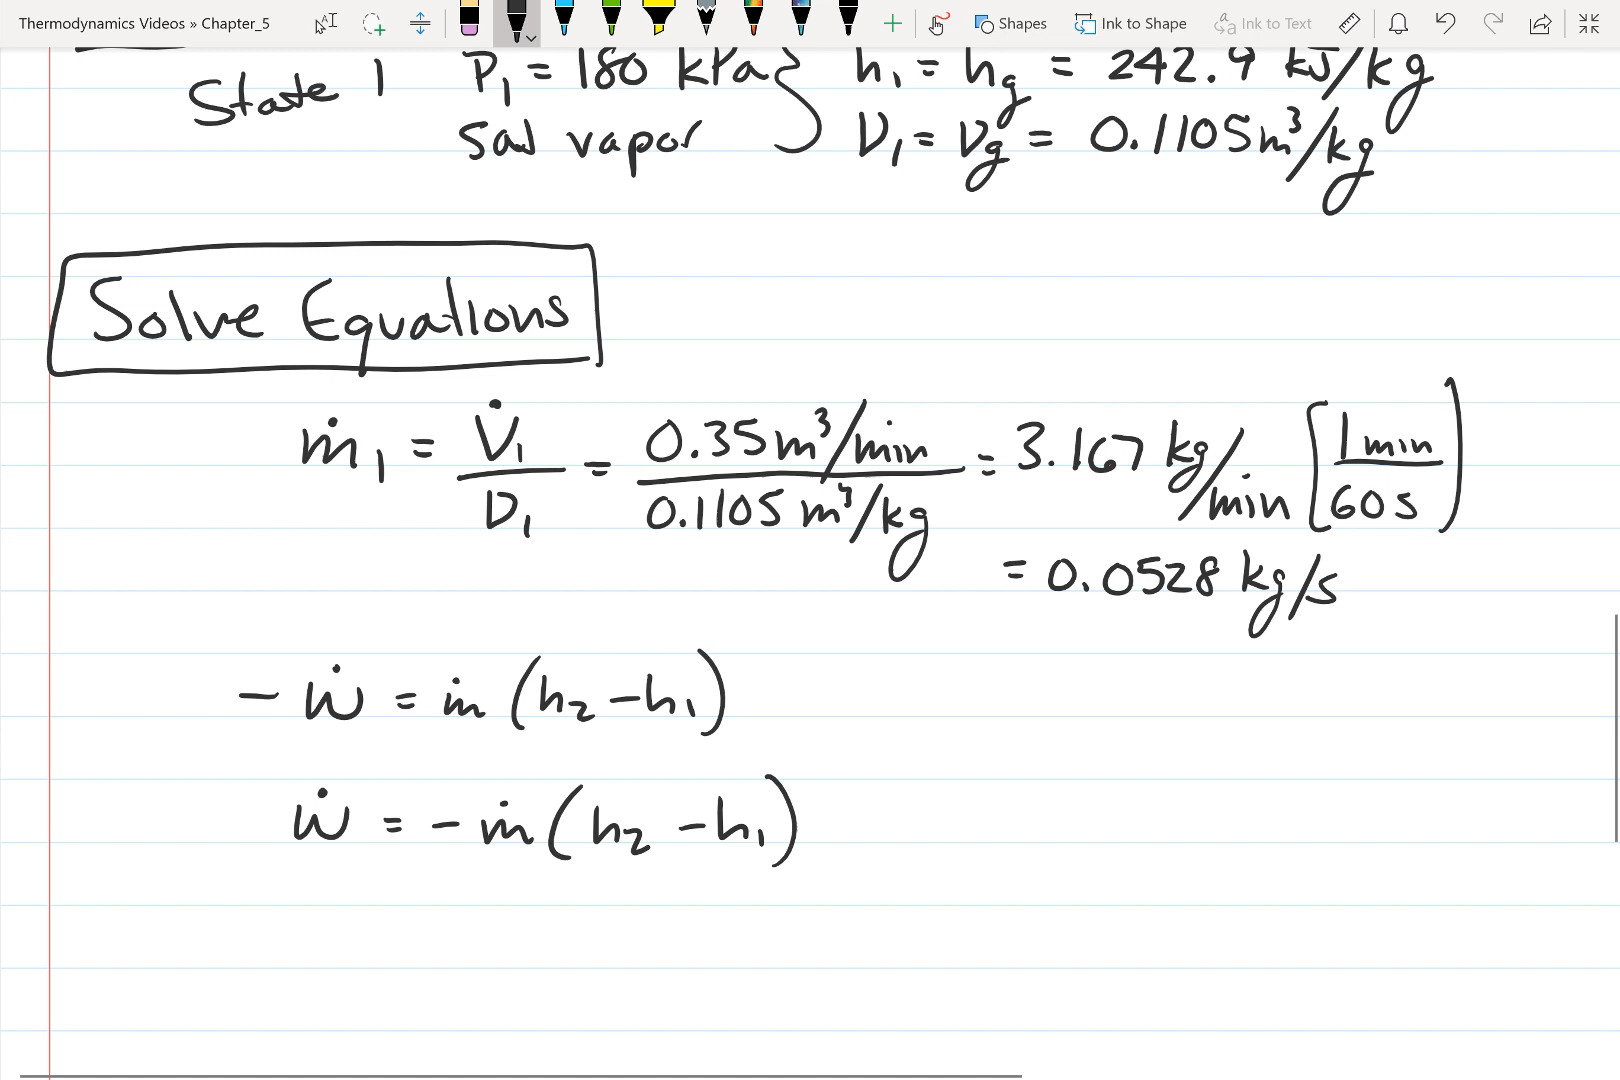 Thermodynamics Videos » Chapter_5
Shapes
Ink to Shape
Ink to Text
State 1 P₁ = 180 kPa } h₁ = hg = 242.9 kJ/kg
sat vapor V₁ = Vg = 0.1105 m³/kg
Solve Equations
ṁ₁ = V̇₁/V₁ = (0.35 m³/min)/(0.1105 m³/kg) = 3.167 kg/min [1 min/60 s]
= 0.0528 kg/s
− Ẇ = ṁ (h₂ − h₁)
Ẇ = − ṁ (h₂ − h₁)